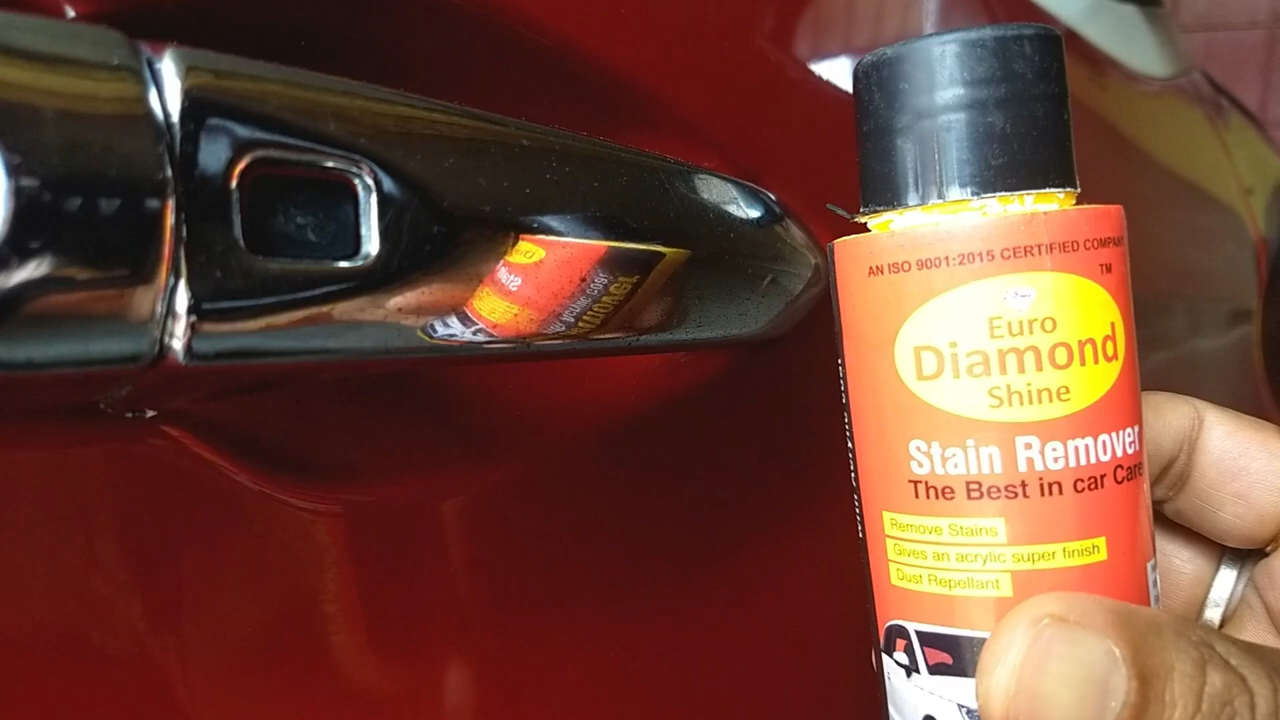 AN ISO 9001:2015 CERTIFIED COMPANY
TM
Euro
Diamond
Shine
Stain Remover
The Best in car Care
Remove Stains
Gives an acrylic super finish
Dust Repellant